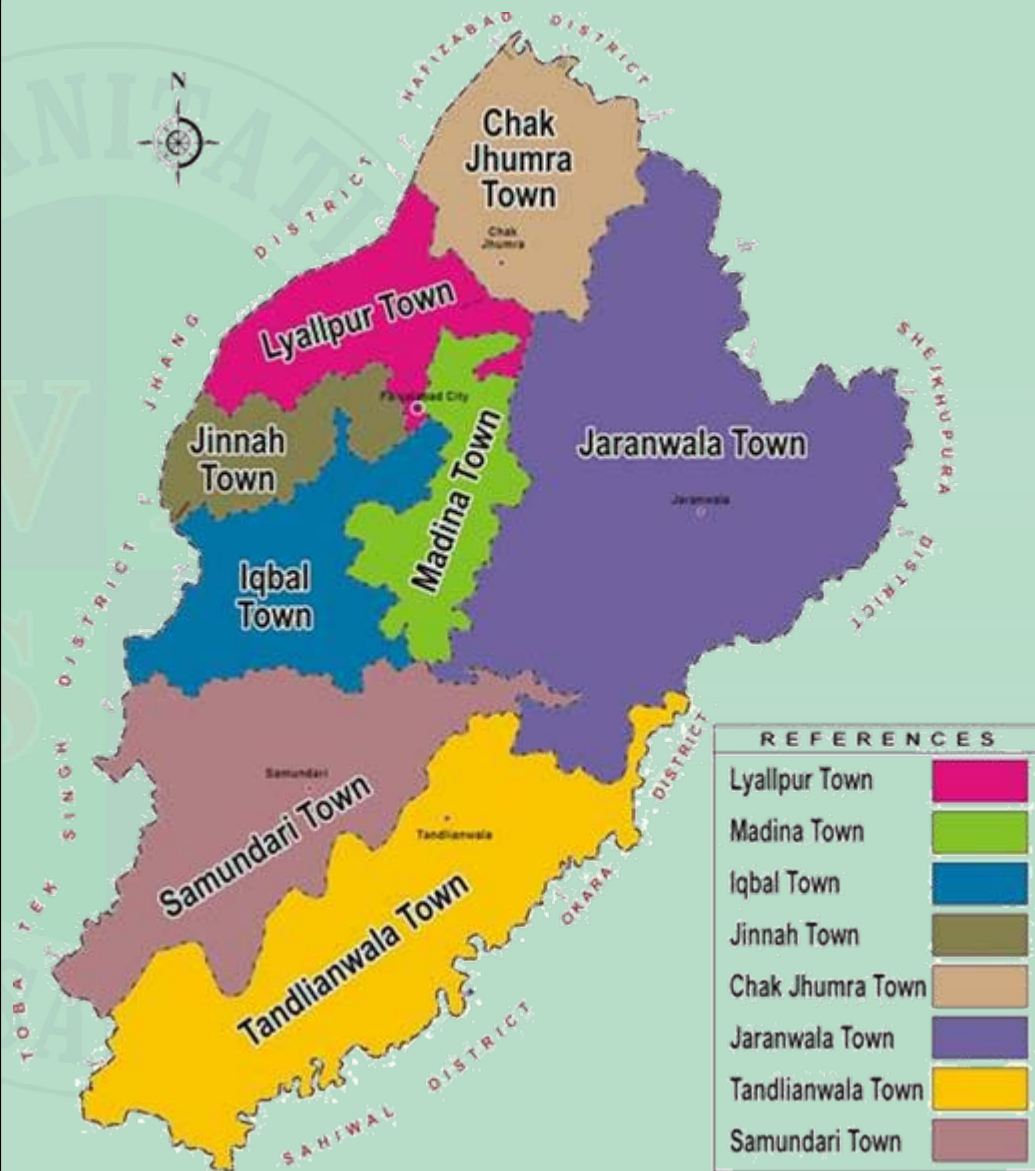 HAFIZABAD DISTRICT
N
Chak
Jhumra
Town
Chak
Jhumra
JHANG DISTRICT
Lyallpur Town
SHEIKHUPURA DISTRICT
Faisalabad City
Jinnah
Town
Madina Town
Jaranwala Town
Jaranwala
Iqbal
Town
TOBA TEK SINGH DISTRICT
Samundari
Samundari Town
Tandlianwala
Tandlianwala Town
OKARA DISTRICT
SAHIWAL DISTRICT
REFERENCES
Lyallpur Town
Madina Town
Iqbal Town
Jinnah Town
Chak Jhumra Town
Jaranwala Town
Tandlianwala Town
Samundari Town